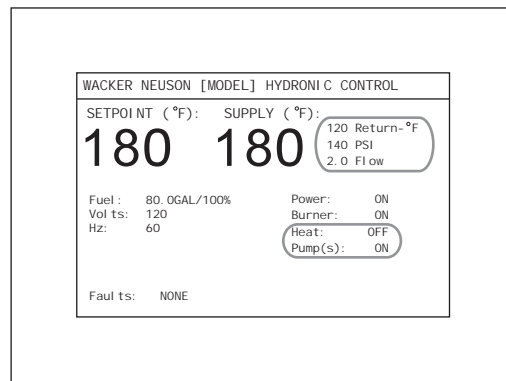 WACKER NEUSON [MODEL] HYDRONIC CONTROL
SETPOINT (°F): SUPPLY (°F):
180 180
120 Return-°F
140 PSI
2.0 Flow
Fuel: 80.0GAL/100%
Volts: 120
Hz: 60
Power: ON
Burner: ON
Heat: OFF
Pump(s): ON
Faults: NONE